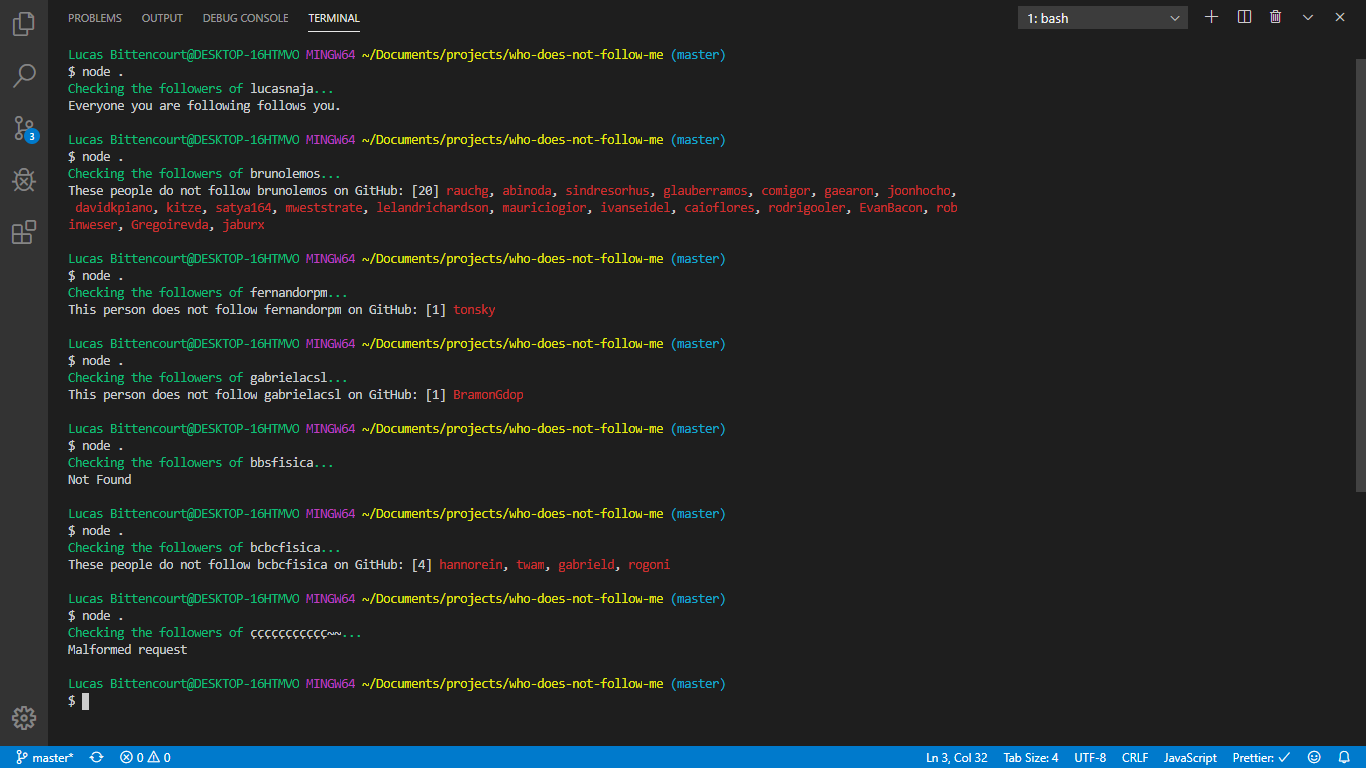 PROBLEMS OUTPUT DEBUG CONSOLE TERMINAL 1: bash
Lucas Bittencourt@DESKTOP-16HTMVO MINGW64 ~/Documents/projects/who-does-not-follow-me (master)
$ node .
Checking the followers of lucasnaja...
Everyone you are following follows you.
Lucas Bittencourt@DESKTOP-16HTMVO MINGW64 ~/Documents/projects/who-does-not-follow-me (master)
$ node .
Checking the followers of brunolemos...
These people do not follow brunolemos on GitHub: [20] rauchg, abinoda, sindresorhus, glauberramos, comigor, gaearon, joonhocho,
davidkpiano, kitze, satya164, mweststrate, lelandrichardson, mauriciogior, ivanseidel, caioflores, rodrigooler, EvanBacon, rob
inweser, Gregoirevda, jaburx
Lucas Bittencourt@DESKTOP-16HTMVO MINGW64 ~/Documents/projects/who-does-not-follow-me (master)
$ node .
Checking the followers of fernandorpm...
This person does not follow fernandorpm on GitHub: [1] tonsky
Lucas Bittencourt@DESKTOP-16HTMVO MINGW64 ~/Documents/projects/who-does-not-follow-me (master)
$ node .
Checking the followers of gabrielacsl...
This person does not follow gabrielacsl on GitHub: [1] BramonGdop
Lucas Bittencourt@DESKTOP-16HTMVO MINGW64 ~/Documents/projects/who-does-not-follow-me (master)
$ node .
Checking the followers of bbsfisica...
Not Found
Lucas Bittencourt@DESKTOP-16HTMVO MINGW64 ~/Documents/projects/who-does-not-follow-me (master)
$ node .
Checking the followers of bcbcfisica...
These people do not follow bcbcfisica on GitHub: [4] hannorein, twam, gabrield, rogoni
Lucas Bittencourt@DESKTOP-16HTMVO MINGW64 ~/Documents/projects/who-does-not-follow-me (master)
$ node .
Checking the followers of ççççççççççç~~...
Malformed request
Lucas Bittencourt@DESKTOP-16HTMVO MINGW64 ~/Documents/projects/who-does-not-follow-me (master)
$
3
master* 0 0 Ln 3, Col 32 Tab Size: 4 UTF-8 CRLF JavaScript Prettier: ✓